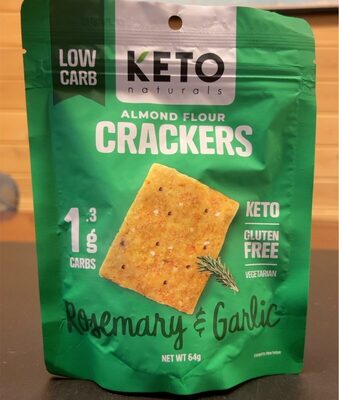 LOW
CARB
KETO
naturals
ALMOND FLOUR
CRACKERS
1.3g
CARBS
KETO
GLUTEN
FREE
VEGETARIAN
Rosemary & Garlic
NET WT 64g